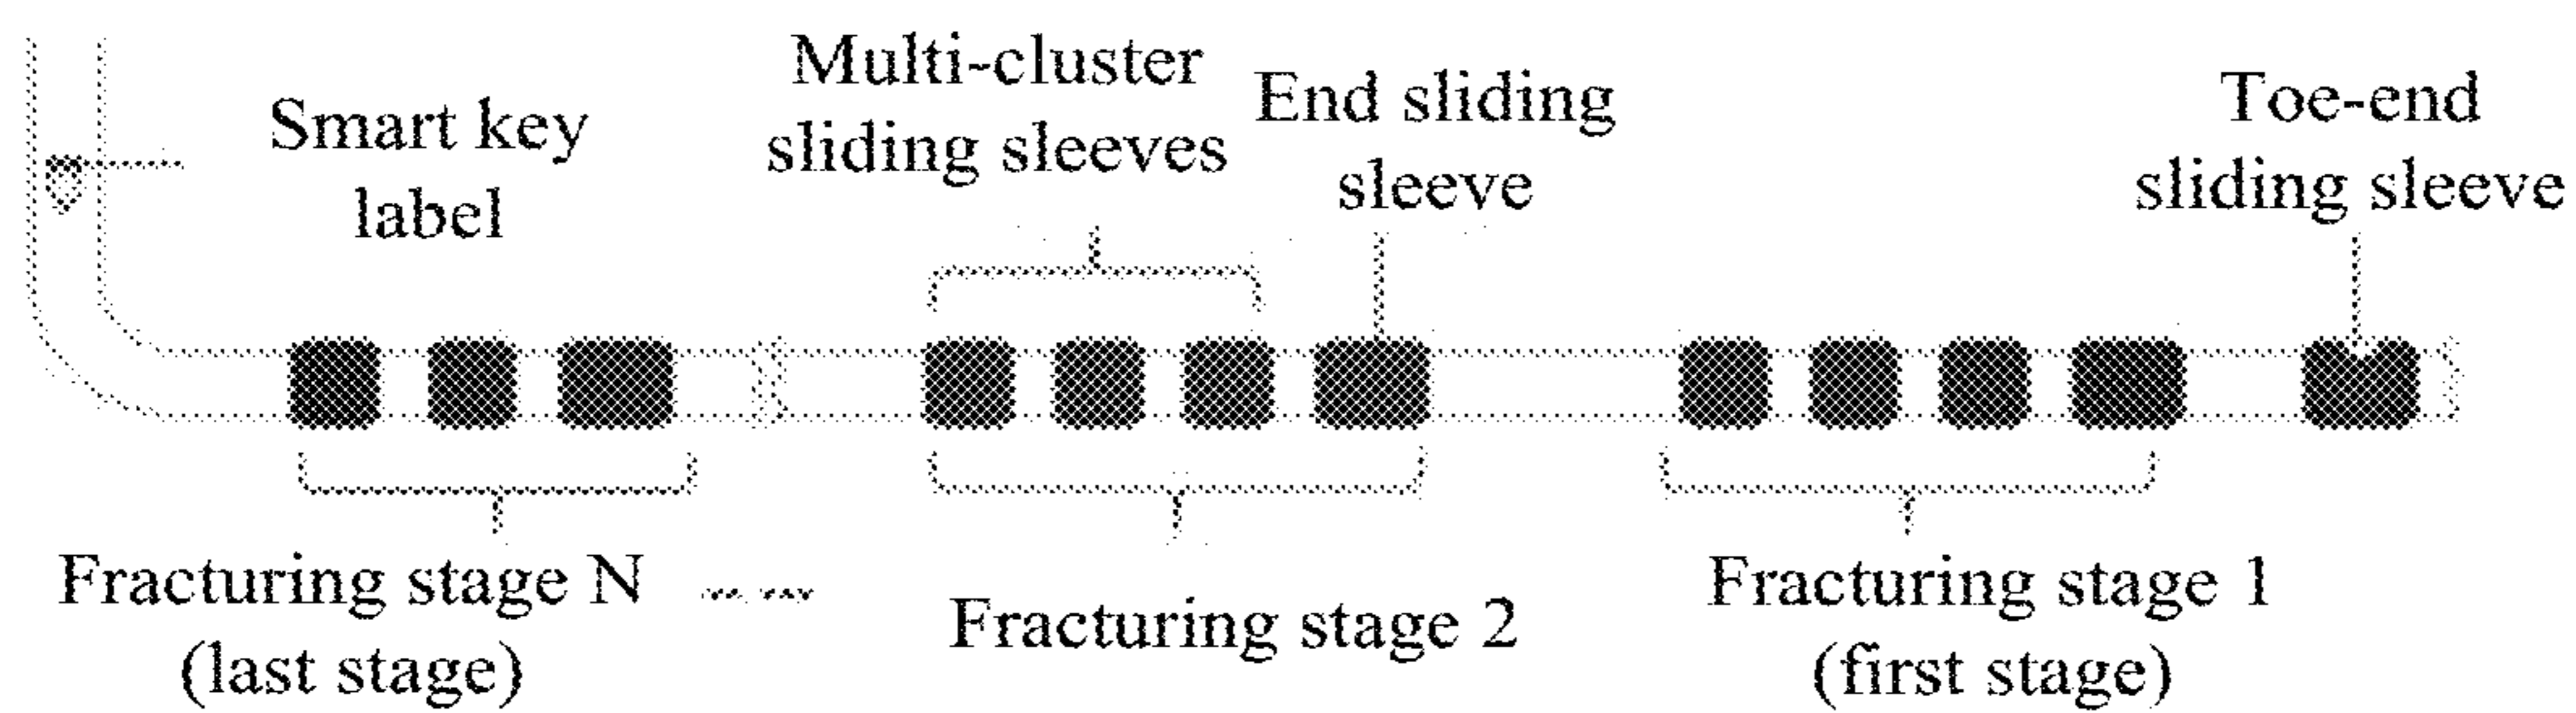 Smart key
label
Multi-cluster
sliding sleeves
End sliding
sleeve
Toe-end
sliding sleeve
Fracturing stage N
(last stage)
Fracturing stage 2
Fracturing stage 1
(first stage)